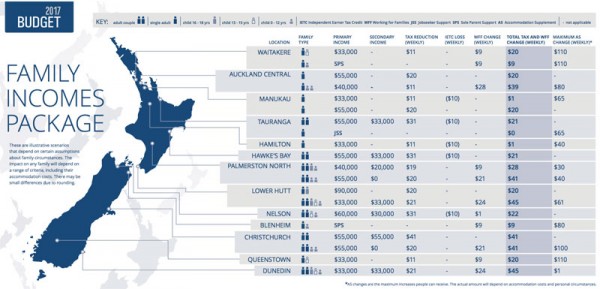 2017
BUDGET
KEY: adult couple single adult child 16 - 18 yrs child 13 - 15 yrs child 0 - 12 yrs IETC Independent Earner Tax Credit WFF Working for Families JSS Jobseeker Support SPS Sole Parent Support AS Accommodation Supplement - not applicable
FAMILY
INCOMES
PACKAGE
These are illustrative scenarios
that depend on certain assumptions
about family circumstances. The
impact on any family will depend on
a range of criteria, including their
accommodation costs. There may be
small differences due to rounding.
LOCATION FAMILY TYPE PRIMARY INCOME SECONDARY INCOME TAX REDUCTION (WEEKLY) IETC LOSS (WEEKLY) WFF CHANGE (WEEKLY) TOTAL TAX AND WFF CHANGE (WEEKLY) MAXIMUM AS CHANGE (WEEKLY)*
WAITAKERE $33,000 - $11 - $9 $20 $110
SPS - - - $9 $9 $110
AUCKLAND CENTRAL $55,000 - $20 - - $20 -
$40,000 - $11 - $28 $39 $80
MANUKAU $33,000 - $11 ($10) - $1 $65
$55,000 - $20 - - $20 -
TAURANGA $55,000 $33,000 $31 ($10) - $21 -
JSS - - - - $0 $65
HAMILTON $33,000 - $11 ($10) - $1 $40
HAWKE'S BAY $55,000 $33,000 $31 ($10) - $21 -
PALMERSTON NORTH $40,000 $20,000 $19 - $9 $28 $30
$55,000 $0 $20 - $21 $41 $40
LOWER HUTT $90,000 - $20 - - $20 -
$33,000 $33,000 $21 - $24 $45 $61
NELSON $60,000 $30,000 $31 ($10) $1 $22 -
BLENHEIM SPS - - - $9 $9 $80
CHRISTCHURCH $55,000 $55,000 $41 - - $41 -
$55,000 $0 $20 - $21 $41 $100
QUEENSTOWN $33,000 - $11 - $9 $20 $110
DUNEDIN $33,000 $33,000 $21 - $24 $45 $1
*AS changes are the maximum increases people can receive. The actual amount will depend on accommodation costs and personal circumstances.